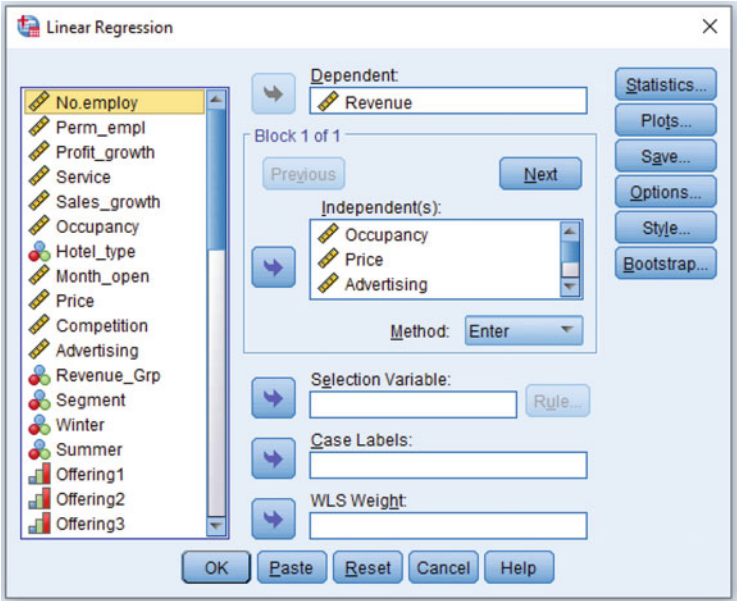 Linear Regression
No.employ
Perm_empl
Profit_growth
Service
Sales_growth
Occupancy
Hotel_type
Month_open
Price
Competition
Advertising
Revenue_Grp
Segment
Winter
Summer
Offering1
Offering2
Offering3
Dependent:
Revenue
Block 1 of 1
Previous
Next
Independent(s):
Occupancy
Price
Advertising
Method: Enter
Selection Variable:
Rule...
Case Labels:
WLS Weight:
Statistics...
Plots...
Save...
Options...
Style...
Bootstrap...
OK Paste Reset Cancel Help